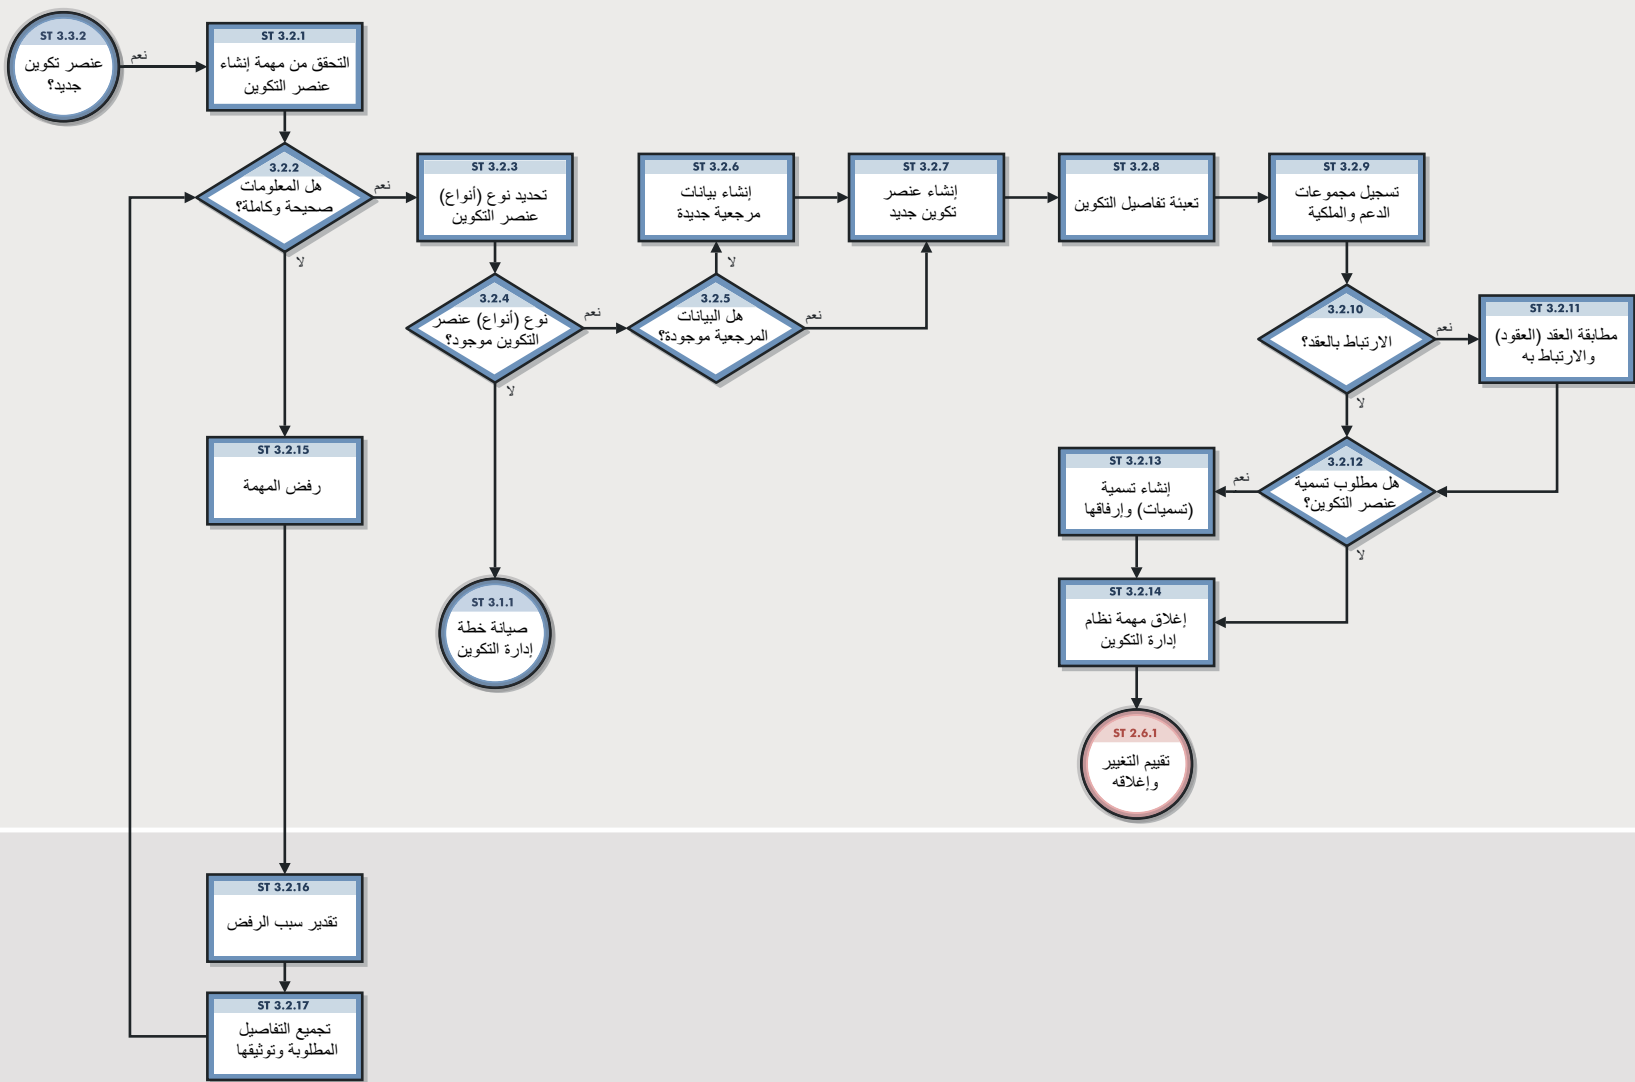 ST 3.3.2
عنصر تكوين
جديد؟
نعم
ST 3.2.1
التحقق من مهمة إنشاء
عنصر التكوين
3.2.2
هل المعلومات
صحيحة وكاملة؟
نعم
لا
ST 3.2.3
تحديد نوع (أنواع)
عنصر التكوين
3.2.4
نوع (أنواع) عنصر
التكوين موجود؟
نعم
لا
ST 3.1.1
صيانة خطة
إدارة التكوين
3.2.5
هل البيانات
المرجعية موجودة؟
لا
نعم
ST 3.2.6
إنشاء بيانات
مرجعية جديدة
ST 3.2.7
إنشاء عنصر
تكوين جديد
ST 3.2.8
تعبئة تفاصيل التكوين
ST 3.2.9
تسجيل مجموعات
الدعم والملكية
3.2.10
الارتباط بالعقد؟
نعم
لا
ST 3.2.11
مطابقة العقد (العقود)
والارتباط به
3.2.12
هل مطلوب تسمية
عنصر التكوين؟
نعم
لا
ST 3.2.13
إنشاء تسمية
(تسميات) وإرفاقها
ST 3.2.14
إغلاق مهمة نظام
إدارة التكوين
ST 2.6.1
تقييم التغيير
وإغلاقه
ST 3.2.15
رفض المهمة
ST 3.2.16
تقدير سبب الرفض
ST 3.2.17
تجميع التفاصيل
المطلوبة وتوثيقها